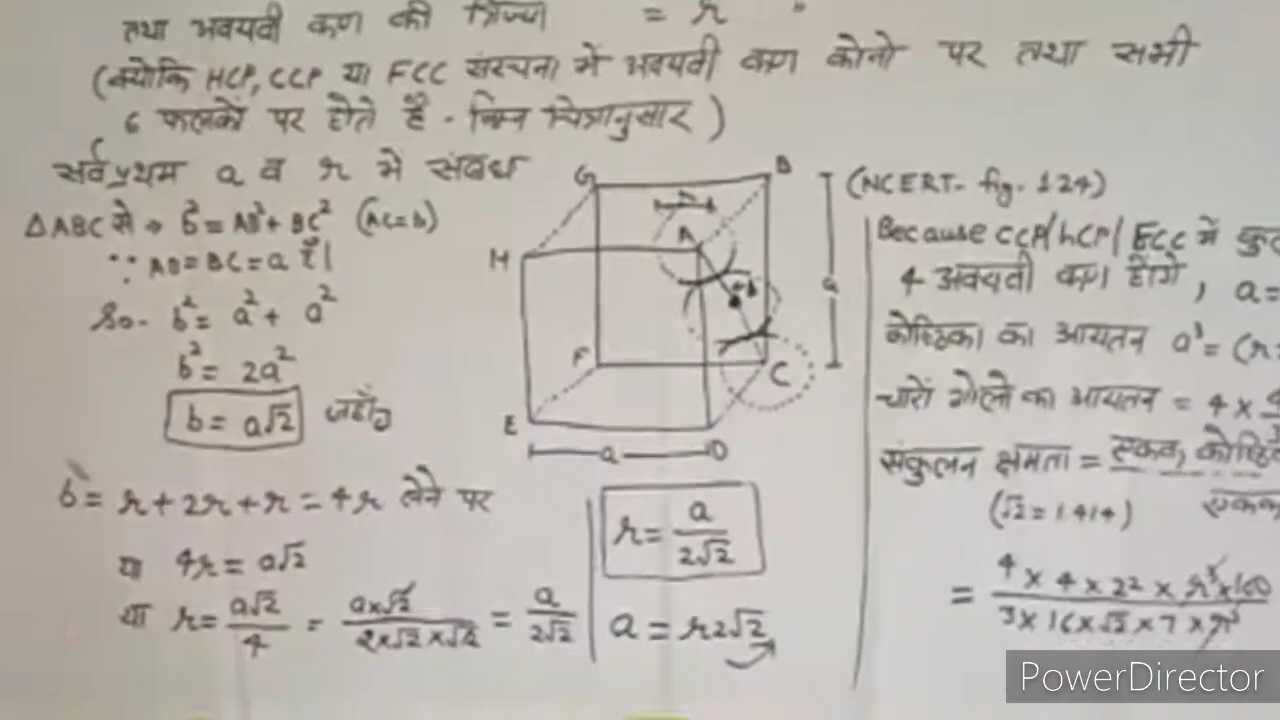 तथा अवयवी कण की त्रिज्या = r "
(क्योकि HCP, CCP या FCC संरचना मे अवयवी कण कोनो पर तथा सभी
6 फलकों पर होते हैं - निम्न चित्रानुसार)
सर्वप्रथम a व r मे संबंध
△ABC से → b² = AB² + BC² (AC=b)
∵ AB = BC = a है।
So- b² = a² + a²
b² = 2a²
b = a√2 जहाँ
b = r + 2r + r = 4r लेने पर
या 4r = a√2
या r = a√2/4 = a×√2/2×√2×√2 = a/2√2
G B
H A
b
a
F C
E D
a
r = a/2√2
a = r2√2
(NCERT- fig- 1.24)
Because CCP/hCP/FCC में
4 अवयवी कण होंगे, a =
कोष्ठिका का आयतन a³ = (r
चारों गोलों का आयतन = 4 ×
संकुलन क्षमता = एकक
(√2 = 1.414)
= 4 × 4 × 22 × r³ × 100 / 3 × 16 × √2 × 7 × r³
PowerDirector